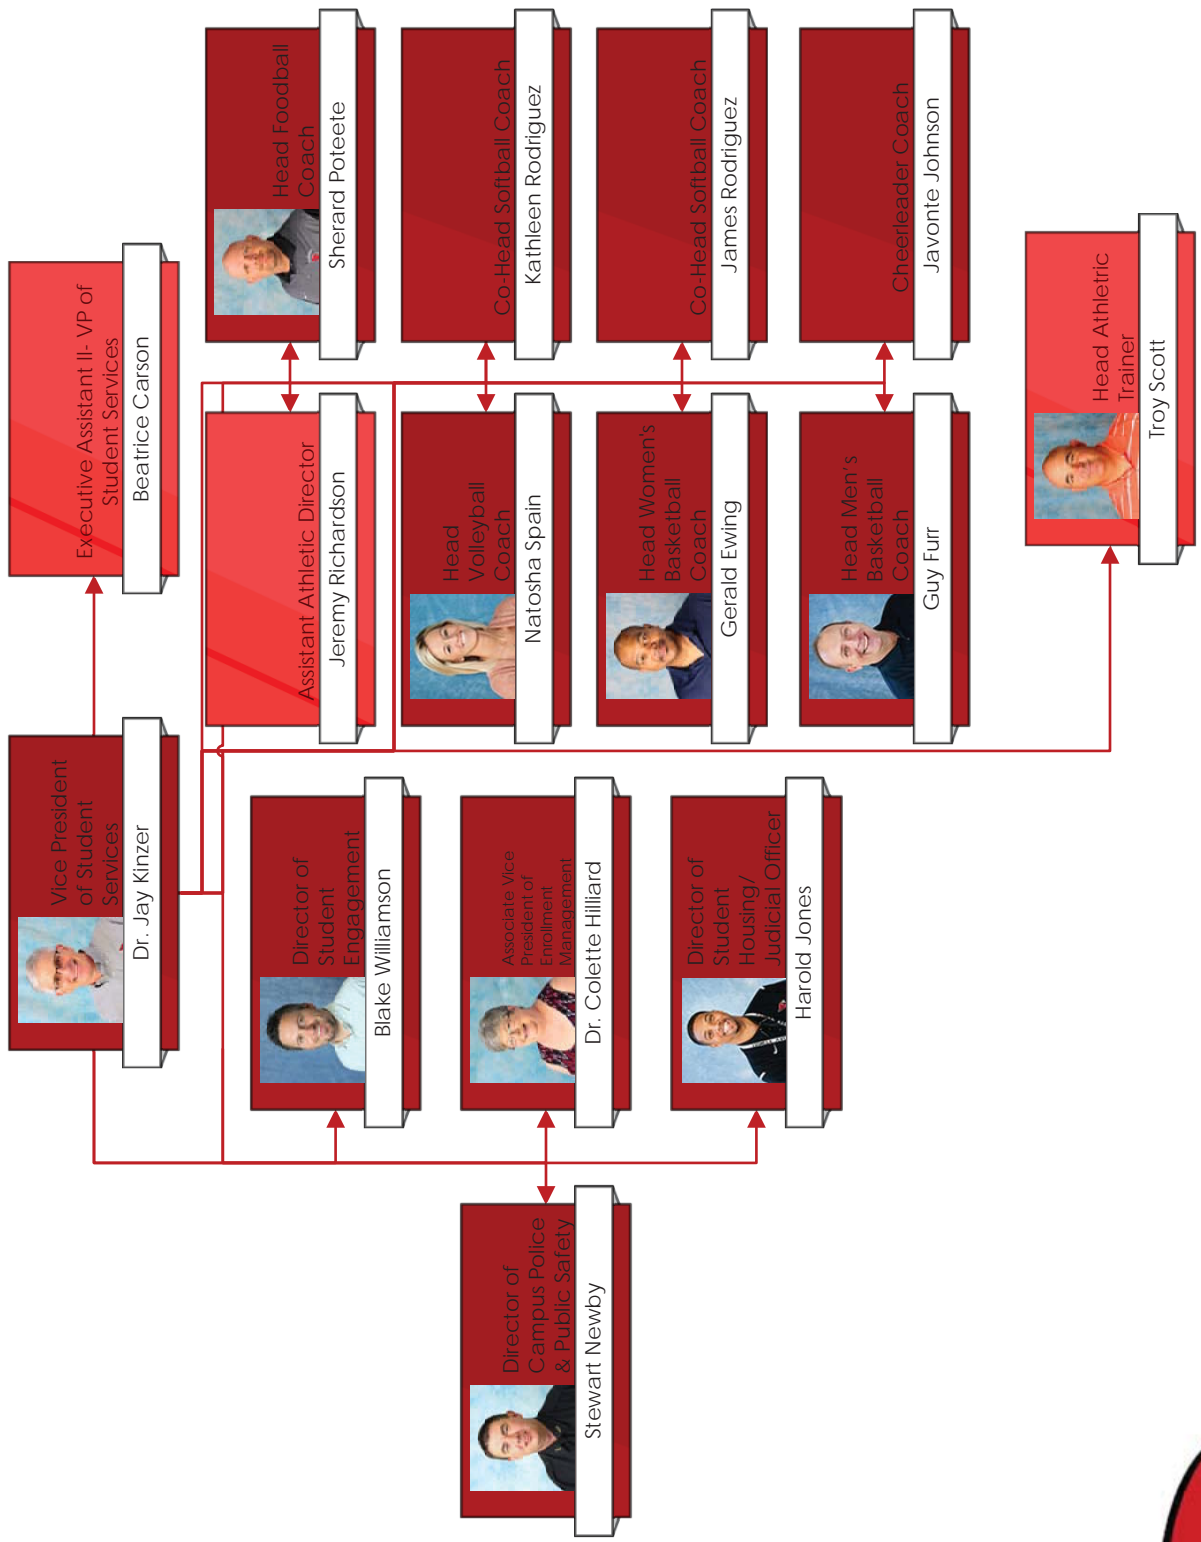 Vice President
of Student
Services
Dr. Jay Kinzer
Executive Assistant II- VP of
Student Services
Beatrice Carson
Director of
Student
Engagement
Blake Williamson
Assistant Athletic Director
Jeremy Richardson
Head Foodball
Coach
Sherard Poteete
Director of
Campus Police
& Public Safety
Stewart Newby
Associate Vice
President of
Enrollment
Management
Dr. Colette Hilliard
Head
Volleyball
Coach
Natosha Spain
Co-Head Softball Coach
Kathleen Rodriguez
Director of
Student
Housing/
Judicial Officer
Harold Jones
Head Women's
Basketball
Coach
Gerald Ewing
Co-Head Softball Coach
James Rodriguez
Head Men's
Basketball
Coach
Guy Furr
Cheerleader Coach
Javonte Johnson
Head Athletric
Trainer
Troy Scott